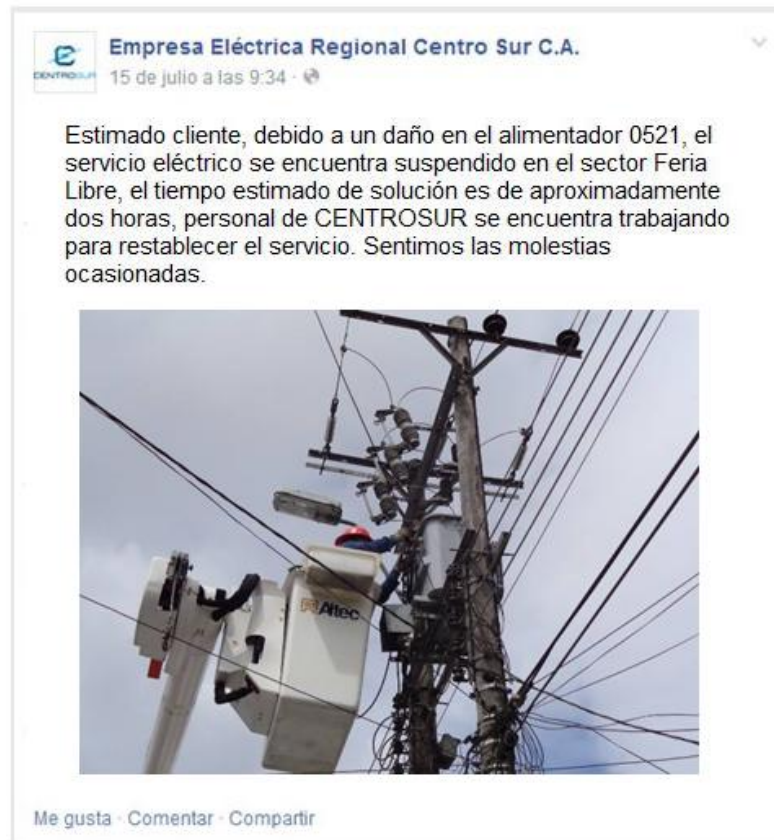 Empresa Eléctrica Regional Centro Sur C.A.
CENTROSUR
15 de julio a las 9:34 ·
Estimado cliente, debido a un daño en el alimentador 0521, el
servicio eléctrico se encuentra suspendido en el sector Feria
Libre, el tiempo estimado de solución es de aproximadamente
dos horas, personal de CENTROSUR se encuentra trabajando
para restablecer el servicio. Sentimos las molestias
ocasionadas.
Altec
Me gusta · Comentar · Compartir